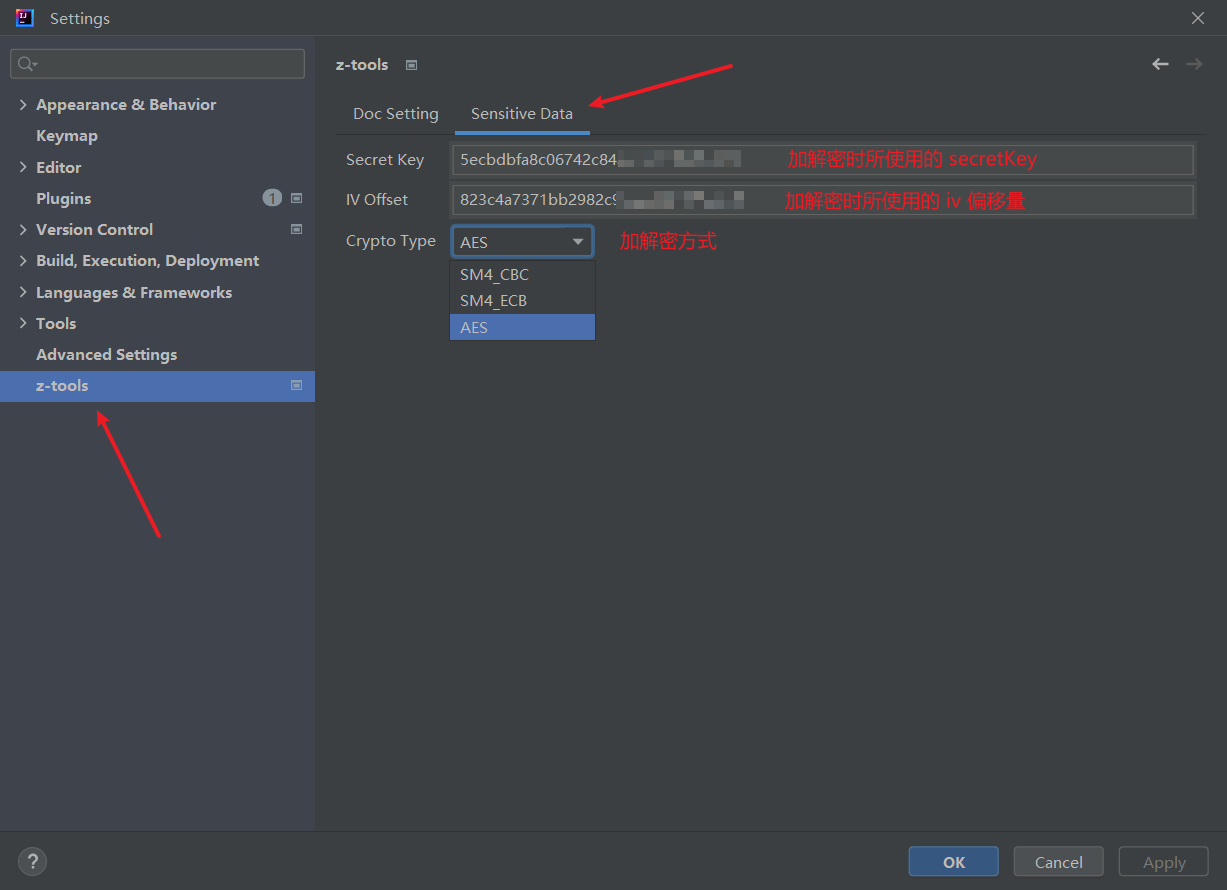 Settings
Appearance & Behavior
Keymap
Editor
Plugins 1
Version Control
Build, Execution, Deployment
Languages & Frameworks
Tools
Advanced Settings
z-tools
z-tools
Doc Setting Sensitive Data
Secret Key 5ecbdbfa8c06742c84 加解密时所使用的 secretKey
IV Offset 823c4a7371bb2982c9 加解密时所使用的 iv 偏移量
Crypto Type AES 加解密方式
SM4_CBC
SM4_ECB
AES
?
OK Cancel Apply